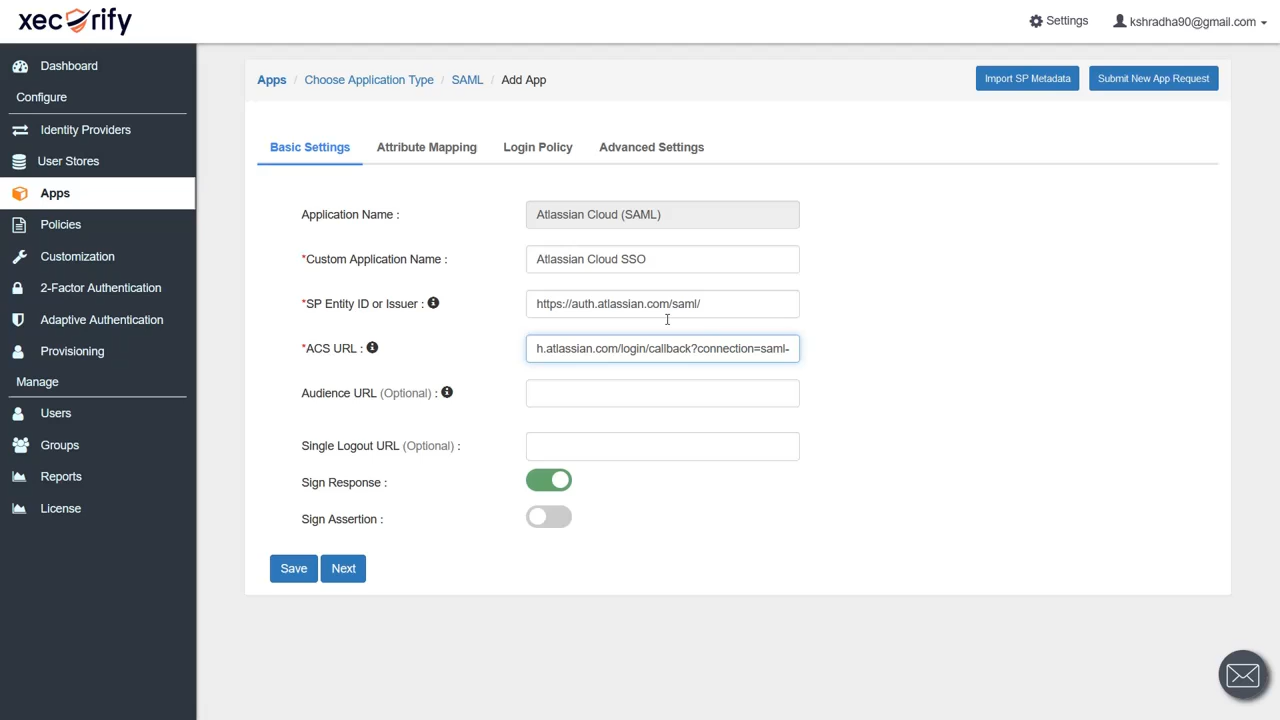 xecurify
Settings
kshradha90@gmail.com
Dashboard
Configure
Identity Providers
User Stores
Apps
Policies
Customization
2-Factor Authentication
Adaptive Authentication
Provisioning
Manage
Users
Groups
Reports
License
Apps / Choose Application Type / SAML / Add App
Import SP Metadata
Submit New App Request
Basic Settings
Attribute Mapping
Login Policy
Advanced Settings
Application Name :
Atlassian Cloud (SAML)
*Custom Application Name :
Atlassian Cloud SSO
*SP Entity ID or Issuer :
https://auth.atlassian.com/saml/
*ACS URL :
h.atlassian.com/login/callback?connection=saml-
Audience URL (Optional) :
Single Logout URL (Optional) :
Sign Response :
Sign Assertion :
Save
Next